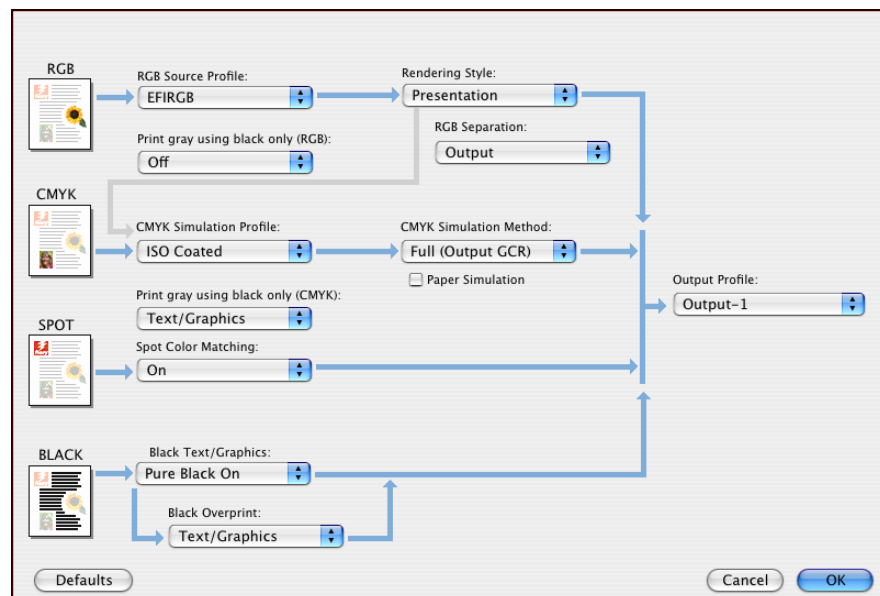 RGB
RGB Source Profile:
EFIRGB
Rendering Style:
Presentation
Print gray using black only (RGB):
Off
RGB Separation:
Output
CMYK
CMYK Simulation Profile:
ISO Coated
CMYK Simulation Method:
Full (Output GCR)
Paper Simulation
Print gray using black only (CMYK):
Text/Graphics
Output Profile:
Output-1
SPOT
Spot Color Matching:
On
BLACK
Black Text/Graphics:
Pure Black On
Black Overprint:
Text/Graphics
Defaults
Cancel
OK